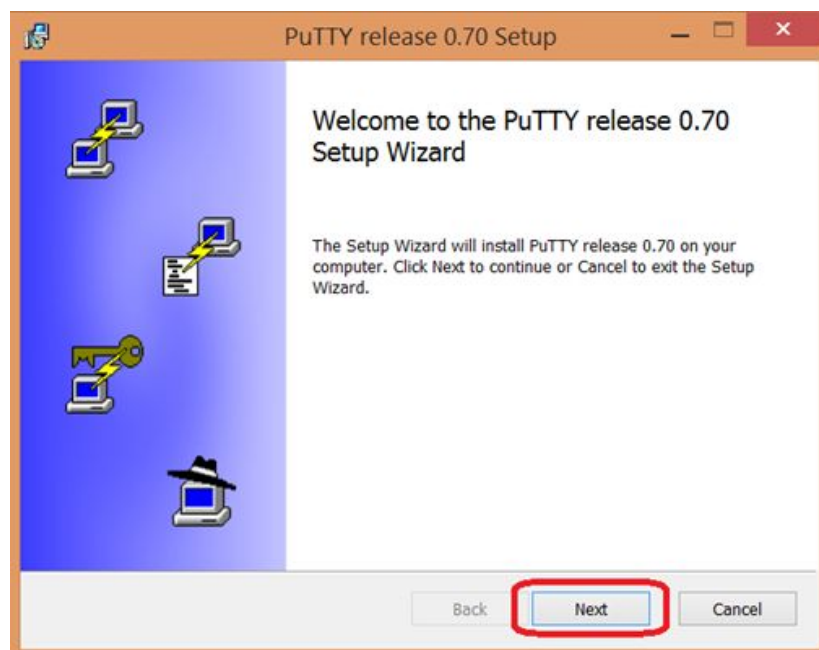 PuTTY release 0.70 Setup
Welcome to the PuTTY release 0.70
Setup Wizard
The Setup Wizard will install PuTTY release 0.70 on your
computer. Click Next to continue or Cancel to exit the Setup
Wizard.
Back Next Cancel